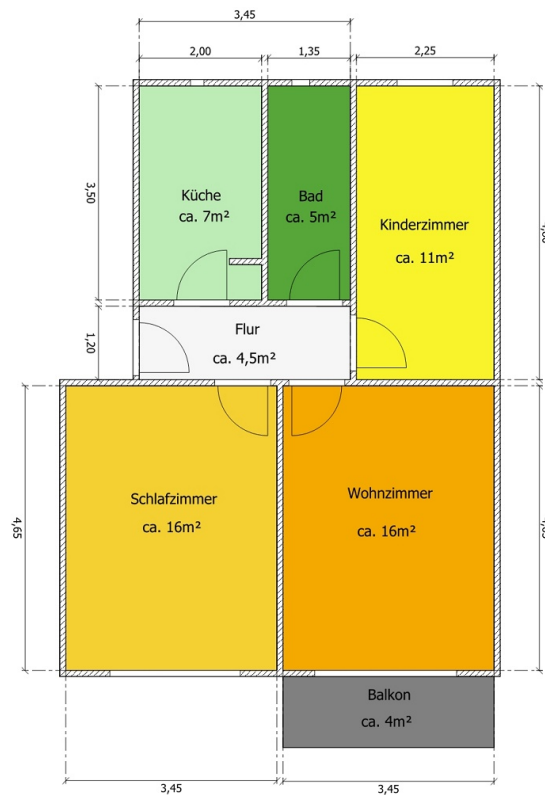 3,45
2,00
1,35
2,25
3,50
Küche
ca. 7m²
Bad
ca. 5m²
Kinderzimmer
ca. 11m²
1,20
Flur
ca. 4,5m²
4,65
Schlafzimmer
ca. 16m²
Wohnzimmer
ca. 16m²
Balkon
ca. 4m²
3,45
3,45